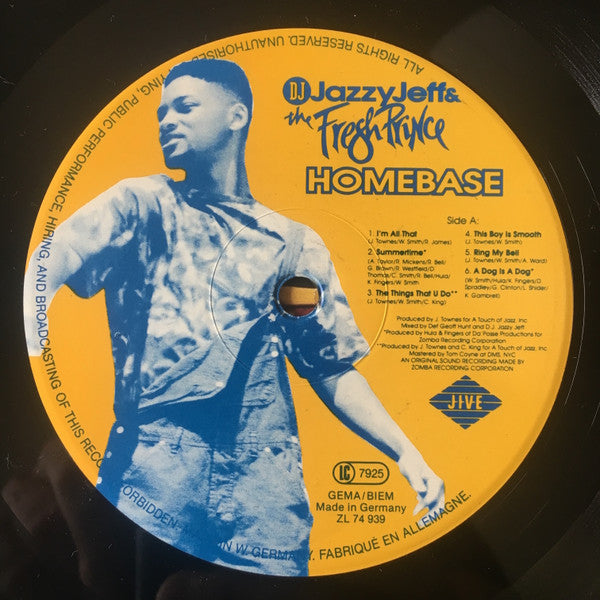 ALL RIGHTS RESERVED. UNAUTHORISED COPYING, PUBLIC PERFORMANCE, HIRING, AND BROADCASTING OF THIS RECORD FORBIDDEN. IN W. GERMANY. FABRIQUÉ EN ALLEMAGNE.
DJ JazzyJeff&
the Fresh Prince
HOMEBASE
Side A:
1. I'm All That
(J. Townes/W. Smith/R. James)
2. Summertime*
(A. Taylor/R. Mickens/R. Bell/
G. Brown/R. Westfield/D
Thomas/C. Smith/R. Bell/Hula/
K. Fingers/W. Smith
3. The Things That U Do**
(J. Townes/W. Smith/C. King)
4. This Boy Is Smooth
(J. Townes/W. Smith)
5. Ring My Bell
(J. Townes/W. Smith/A. Ward)
6. A Dog Is A Dog*
(W. Smith/Hula/K. Fingers/D
Spradley/G. Clinton/L. Shider/
K. Gambrell)
Produced by J. Townes for A Touch of Jazz, Inc.
Mixed by Def Geoff Hunt and D.J. Jazzy Jeff
*Produced by Hula & Fingers at Da'Posse Productions for
Zomba Recording Corporation
**Produced by J. Townes and C. King for A Touch of Jazz, Inc.
Mastered by Tom Coyne at DMS, NYC
AN ORIGINAL SOUND RECORDING MADE BY
ZOMBA RECORDING CORPORATION
JIVE
LC 7925
GEMA/BIEM
Made in Germany
ZL 74 939